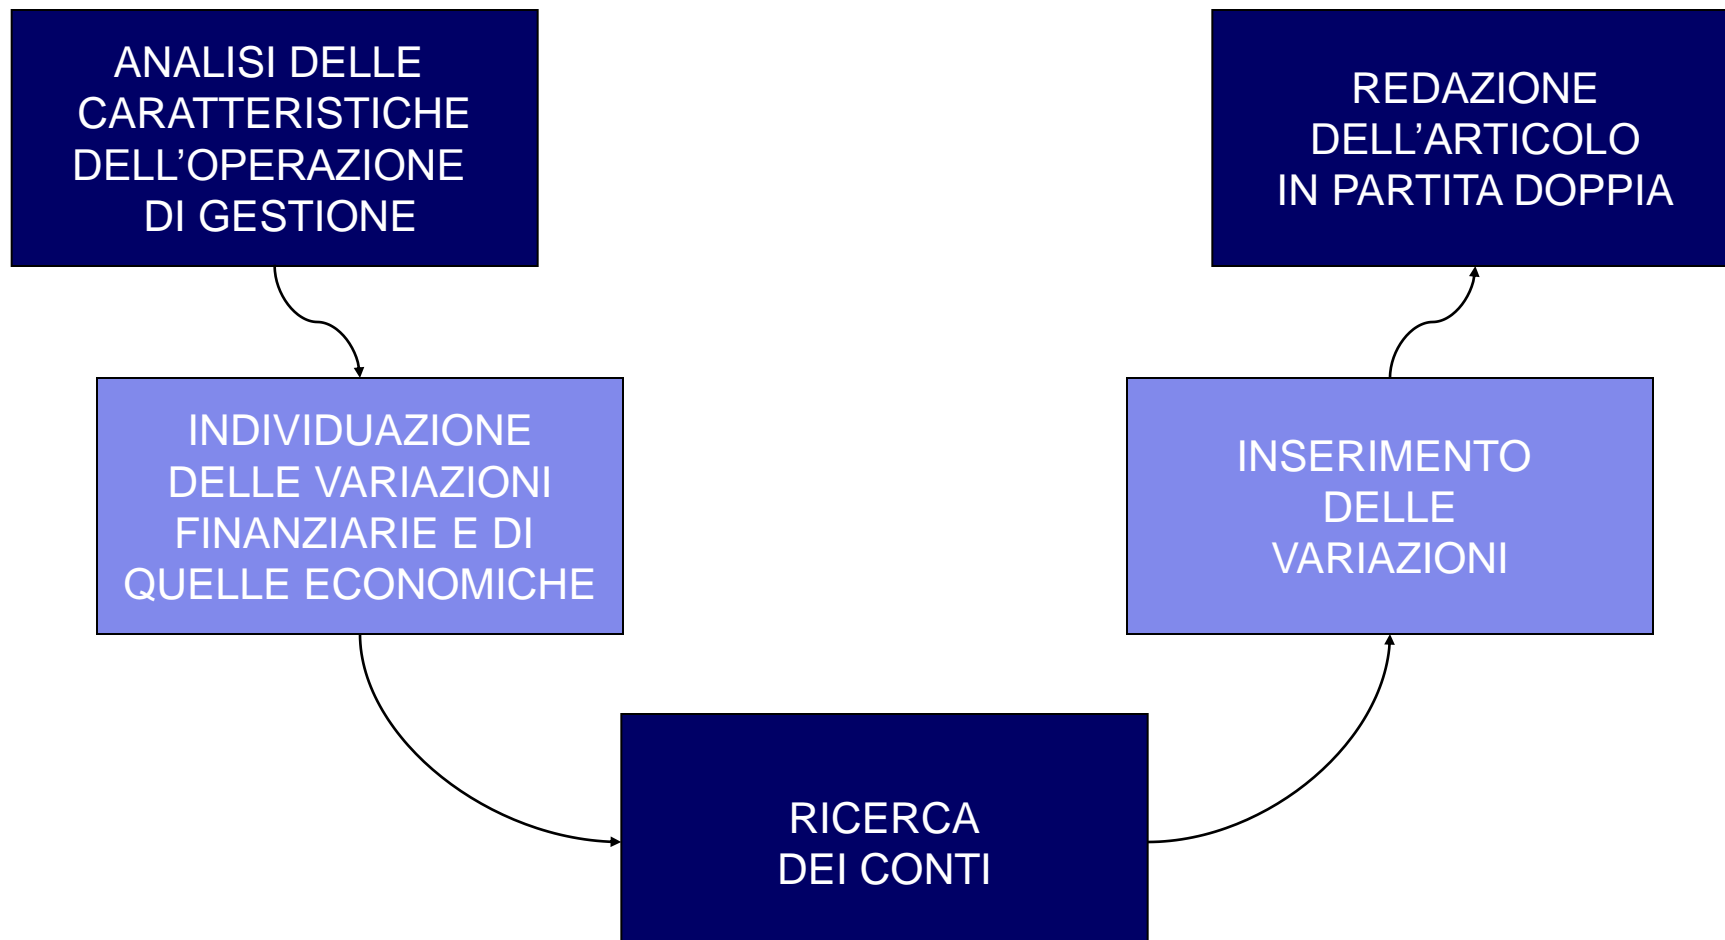 ANALISI DELLE
CARATTERISTICHE
DELL’OPERAZIONE
DI GESTIONE
INDIVIDUAZIONE
DELLE VARIAZIONI
FINANZIARIE E DI
QUELLE ECONOMICHE
RICERCA
DEI CONTI
INSERIMENTO
DELLE
VARIAZIONI
REDAZIONE
DELL’ARTICOLO
IN PARTITA DOPPIA